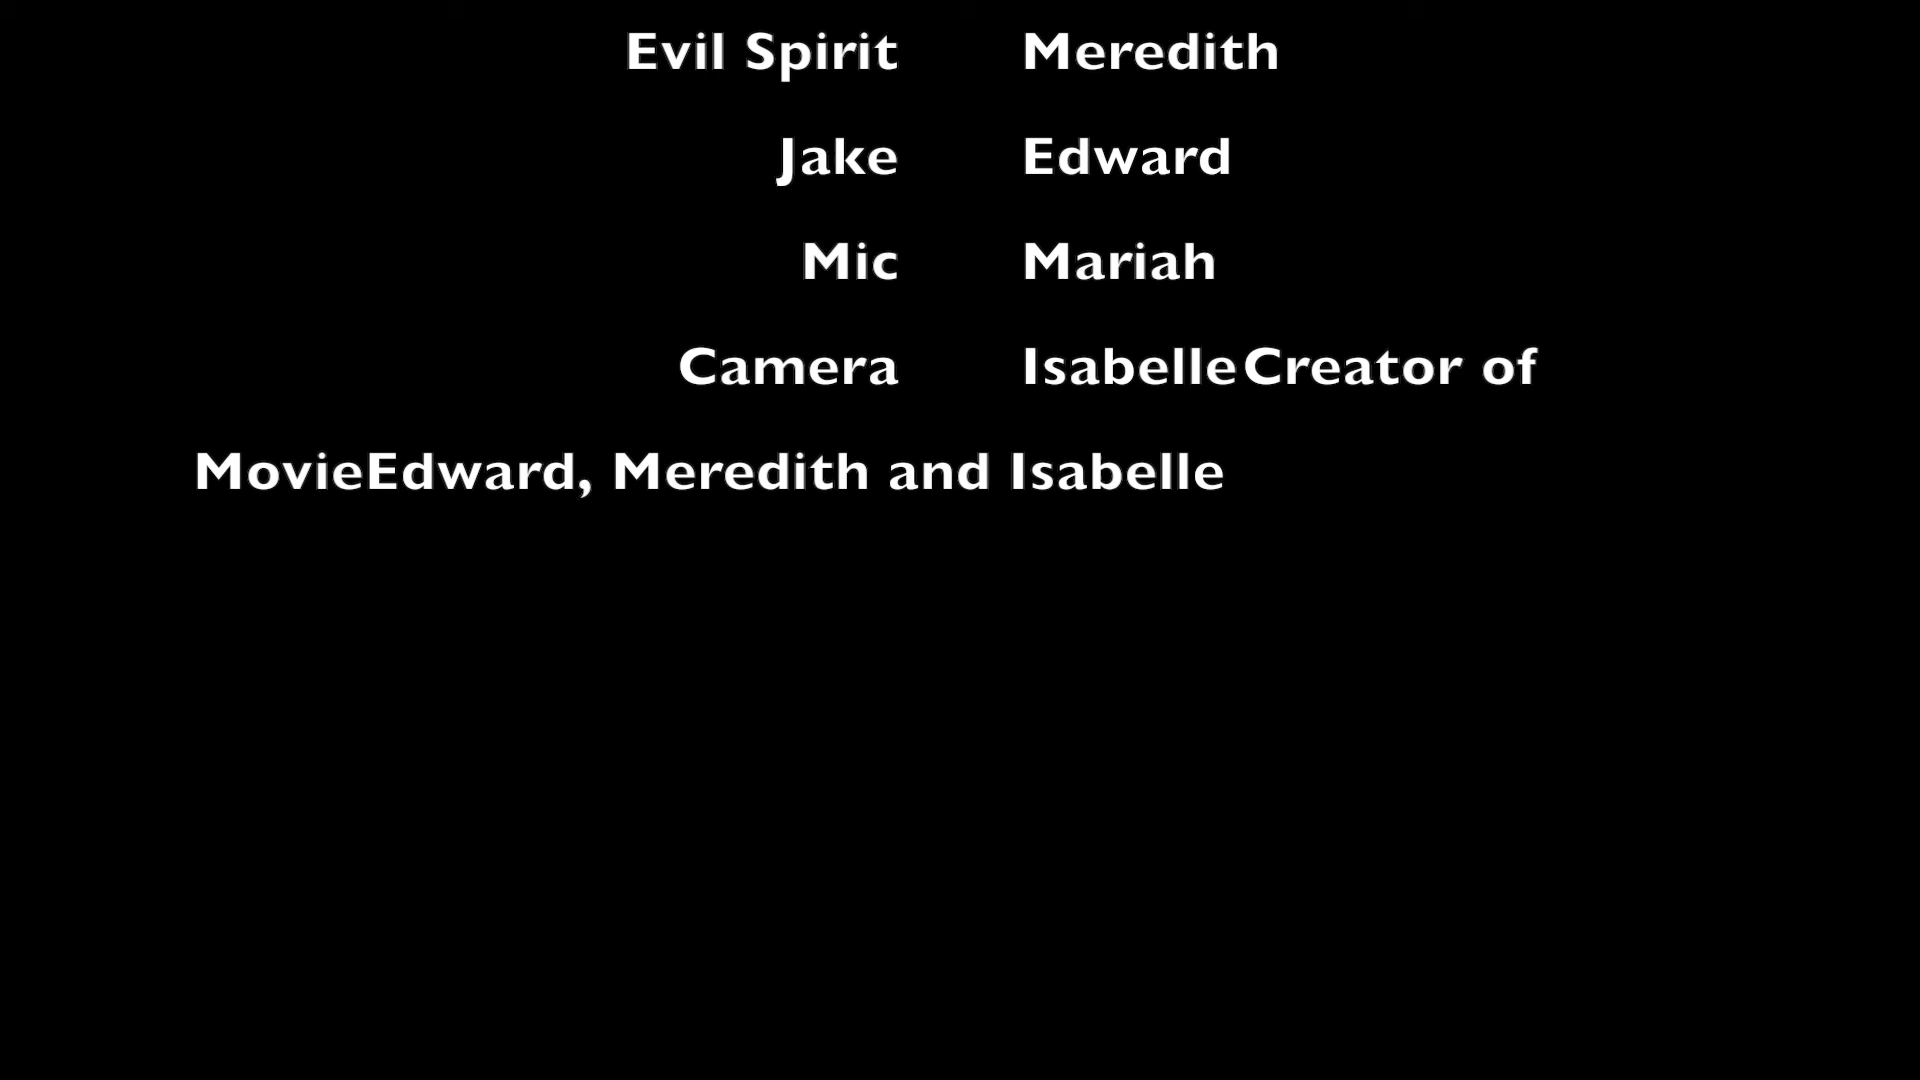 Evil Spirit Meredith
Jake Edward
Mic Mariah
Camera IsabelleCreator of
MovieEdward, Meredith and Isabelle